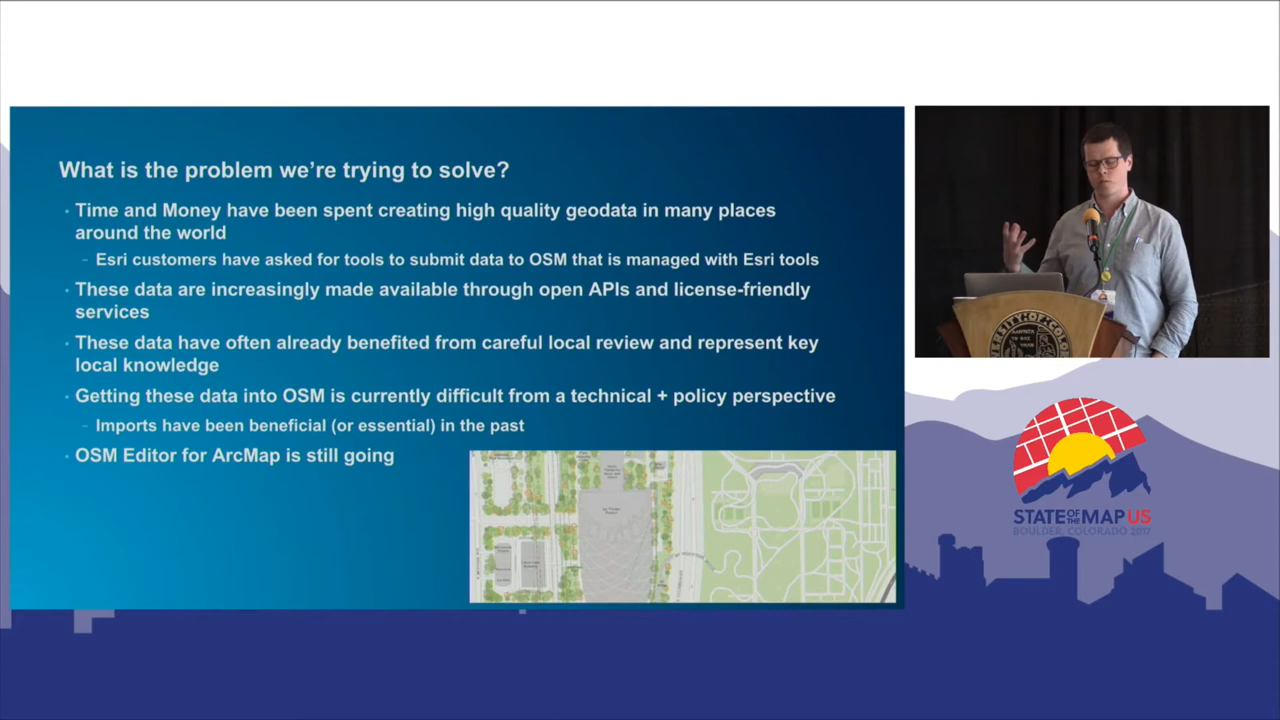 What is the problem we're trying to solve?
· Time and Money have been spent creating high quality geodata in many places
around the world
– Esri customers have asked for tools to submit data to OSM that is managed with Esri tools
· These data are increasingly made available through open APIs and license-friendly
services
· These data have often already benefited from careful local review and represent key
local knowledge
· Getting these data into OSM is currently difficult from a technical + policy perspective
– Imports have been beneficial (or essential) in the past
· OSM Editor for ArcMap is still going
STATE OF THE MAP US
BOULDER, COLORADO 2017